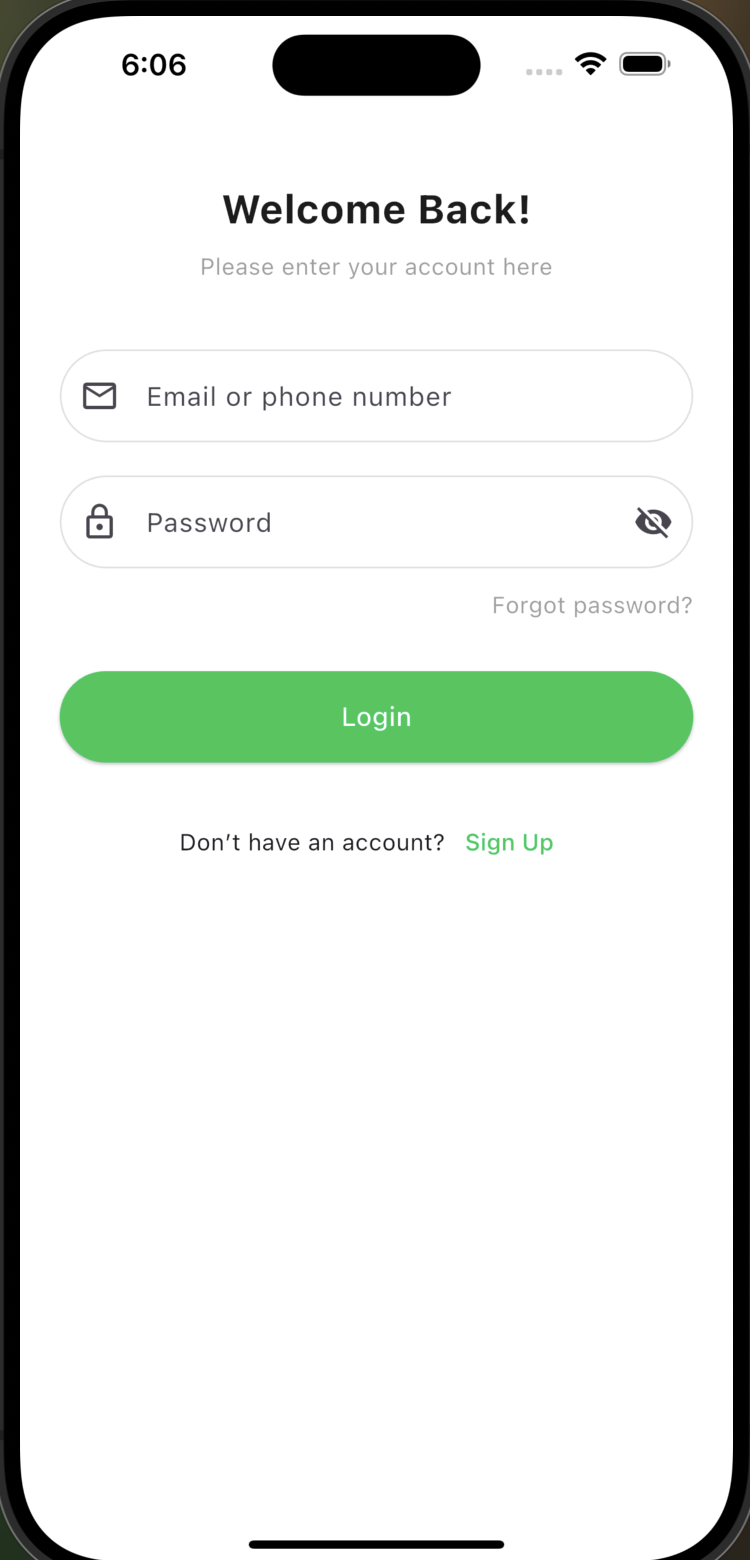 6:06
Welcome Back!
Please enter your account here
Email or phone number
Password
Forgot password?
Login
Don't have an account? Sign Up